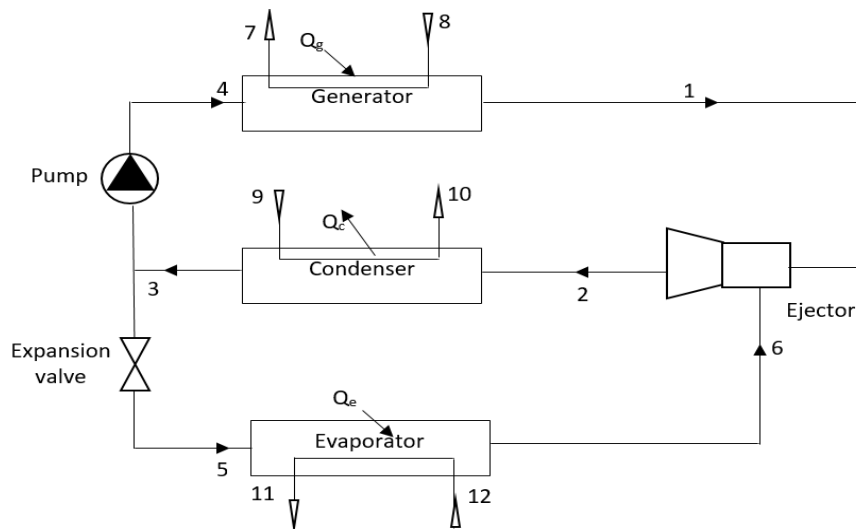 7
8
Qg
4
Generator
1
Pump
9
10
Qc
Condenser
3
2
Ejector
Expansion
valve
6
Qe
Evaporator
5
11
12